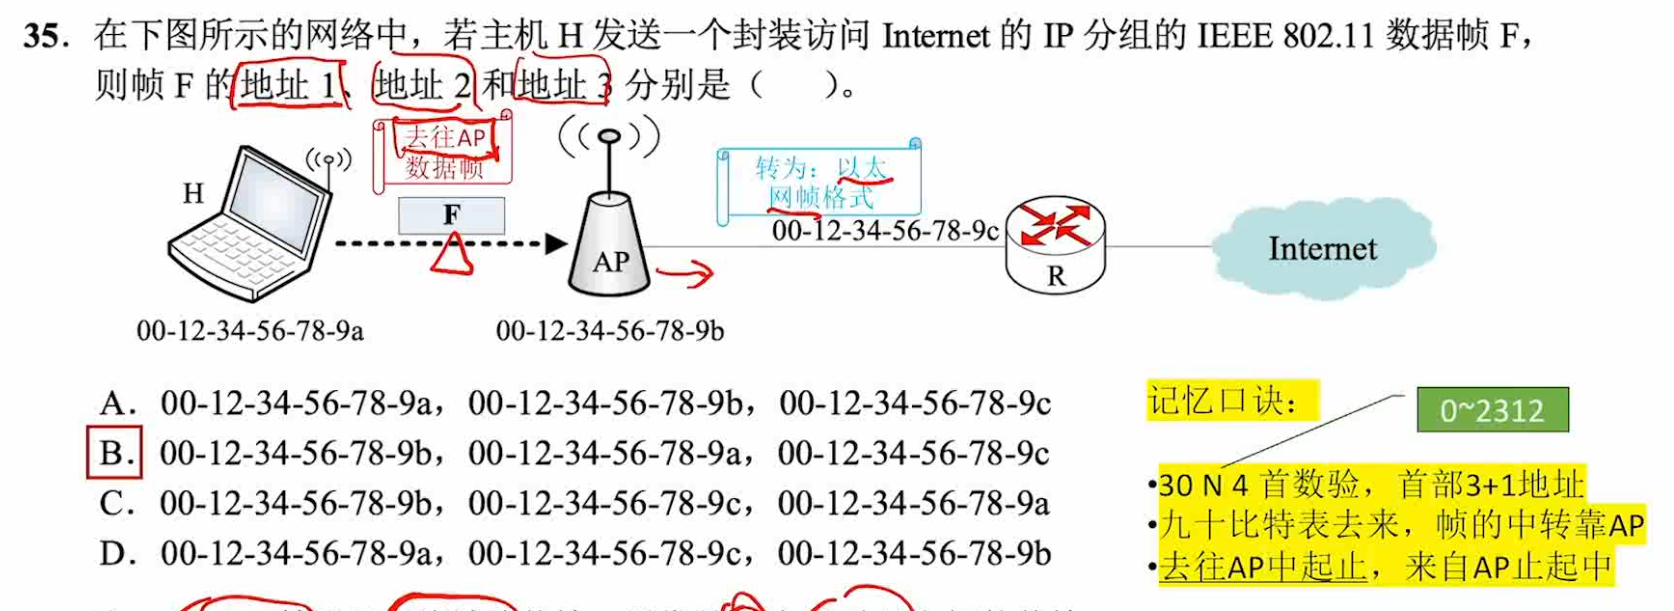 35. 在下图所示的网络中，若主机 H 发送一个封装访问 Internet 的 IP 分组的 IEEE 802.11 数据帧 F，
则帧 F 的地址 1、地址 2 和地址 3 分别是（ ）。
去往AP
数据帧
转为：以太
网帧格式
H
F
00-12-34-56-78-9c
AP
R
Internet
00-12-34-56-78-9a
00-12-34-56-78-9b
A. 00-12-34-56-78-9a，00-12-34-56-78-9b，00-12-34-56-78-9c
B. 00-12-34-56-78-9b，00-12-34-56-78-9a，00-12-34-56-78-9c
C. 00-12-34-56-78-9b，00-12-34-56-78-9c，00-12-34-56-78-9a
D. 00-12-34-56-78-9a，00-12-34-56-78-9c，00-12-34-56-78-9b
记忆口诀：
0~2312
•30 N 4 首数验，首部3+1地址
•九十比特表去来，帧的中转靠AP
•去往AP中起止，来自AP止起中